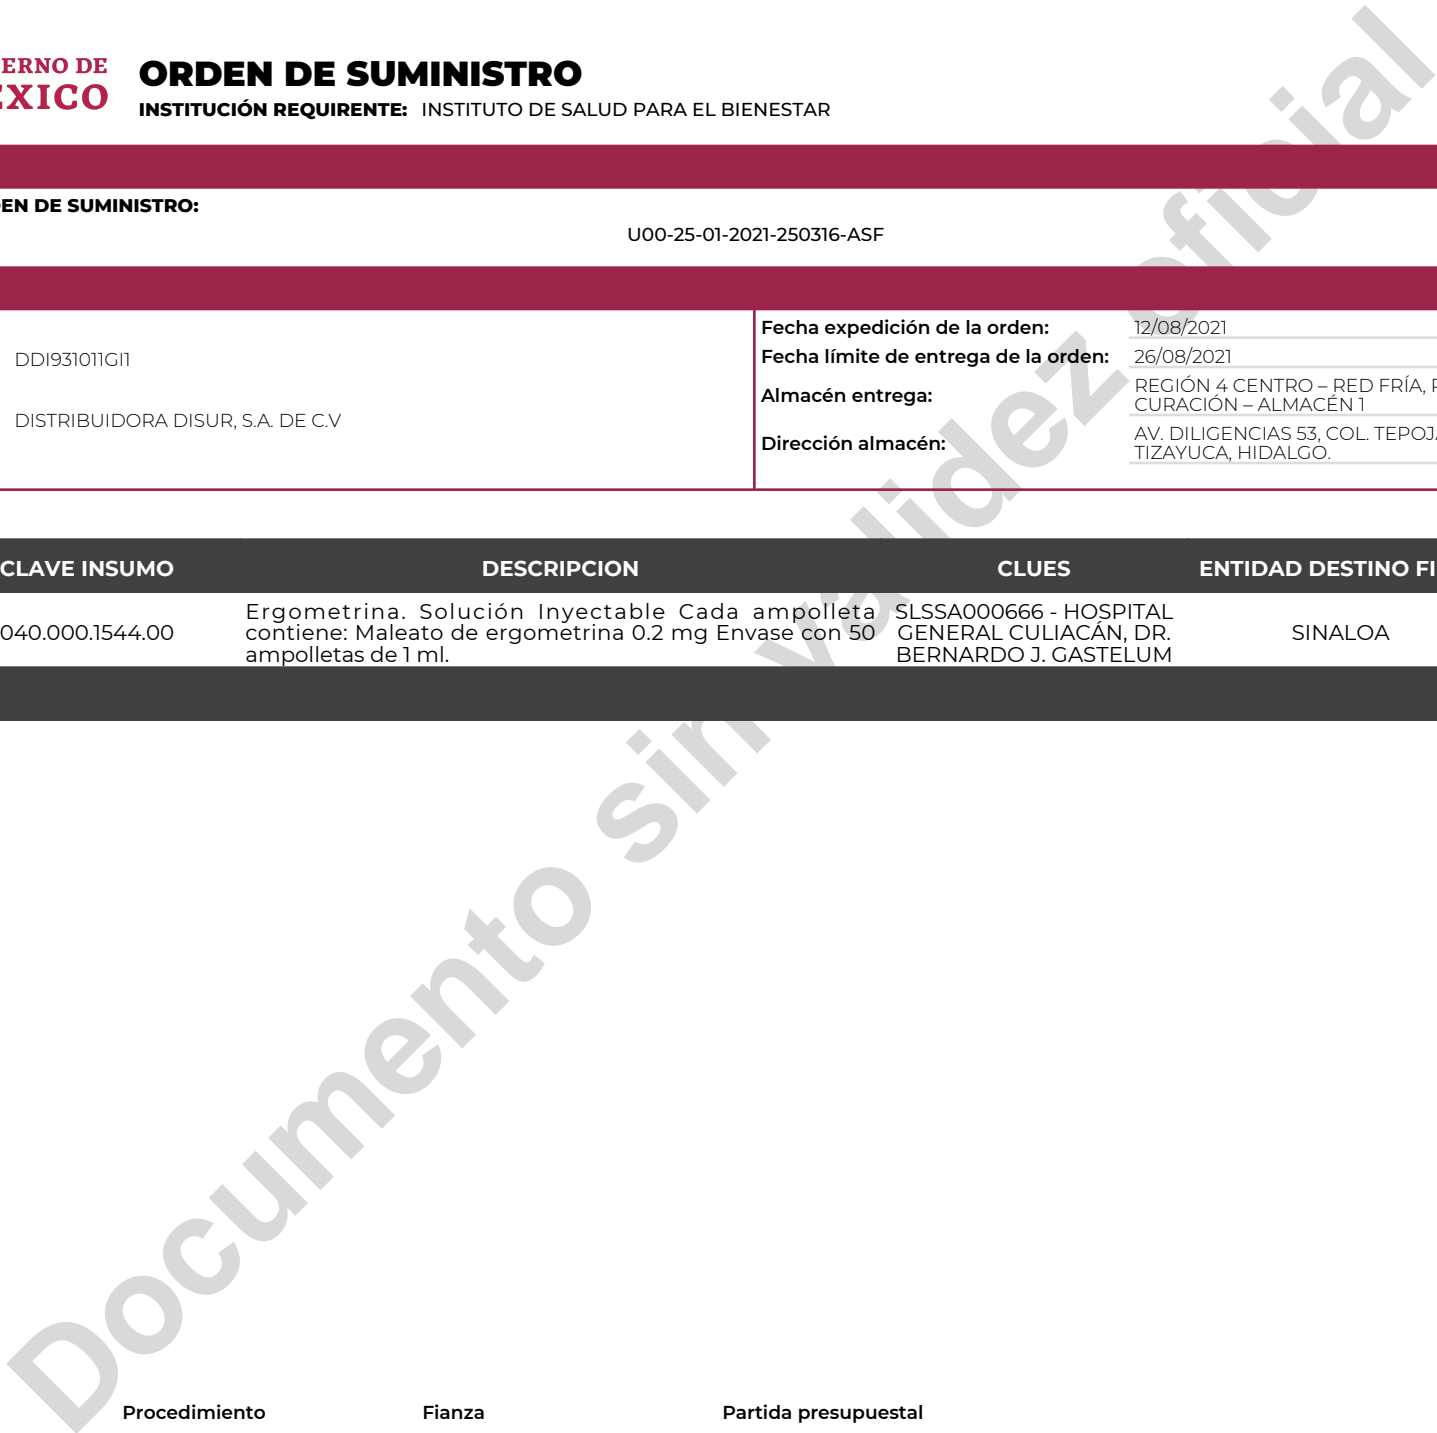 ERNO DE
EXICO
ORDEN DE SUMINISTRO
INSTITUCIÓN REQUIRENTE: INSTITUTO DE SALUD PARA EL BIENESTAR
EN DE SUMINISTRO:
U00-25-01-2021-250316-ASF
DDI931011GI1
DISTRIBUIDORA DISUR, S.A. DE C.V
Fecha expedición de la orden: 12/08/2021
Fecha límite de entrega de la orden: 26/08/2021
Almacén entrega: REGIÓN 4 CENTRO – RED FRÍA,
CURACIÓN – ALMACÉN 1
Dirección almacén: AV. DILIGENCIAS 53, COL. TEPOJ
TIZAYUCA, HIDALGO.
CLAVE INSUMO DESCRIPCION CLUES ENTIDAD DESTINO FI
040.000.1544.00
Ergometrina. Solución Inyectable Cada ampolleta
contiene: Maleato de ergometrina 0.2 mg Envase con 50
ampolletas de 1 ml.
SLSSA000666 - HOSPITAL
GENERAL CULIACÁN, DR.
BERNARDO J. GASTELUM
SINALOA
Documento sin validez oficial
Procedimiento Fianza Partida presupuestal